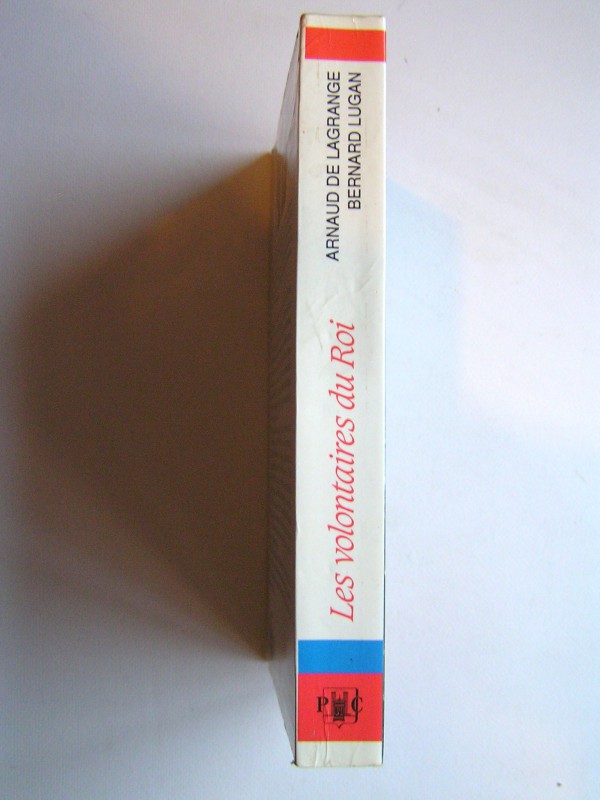 Les volontaires du Roi
ARNAUD DE LAGRANGE
BERNARD LUGAN
P C